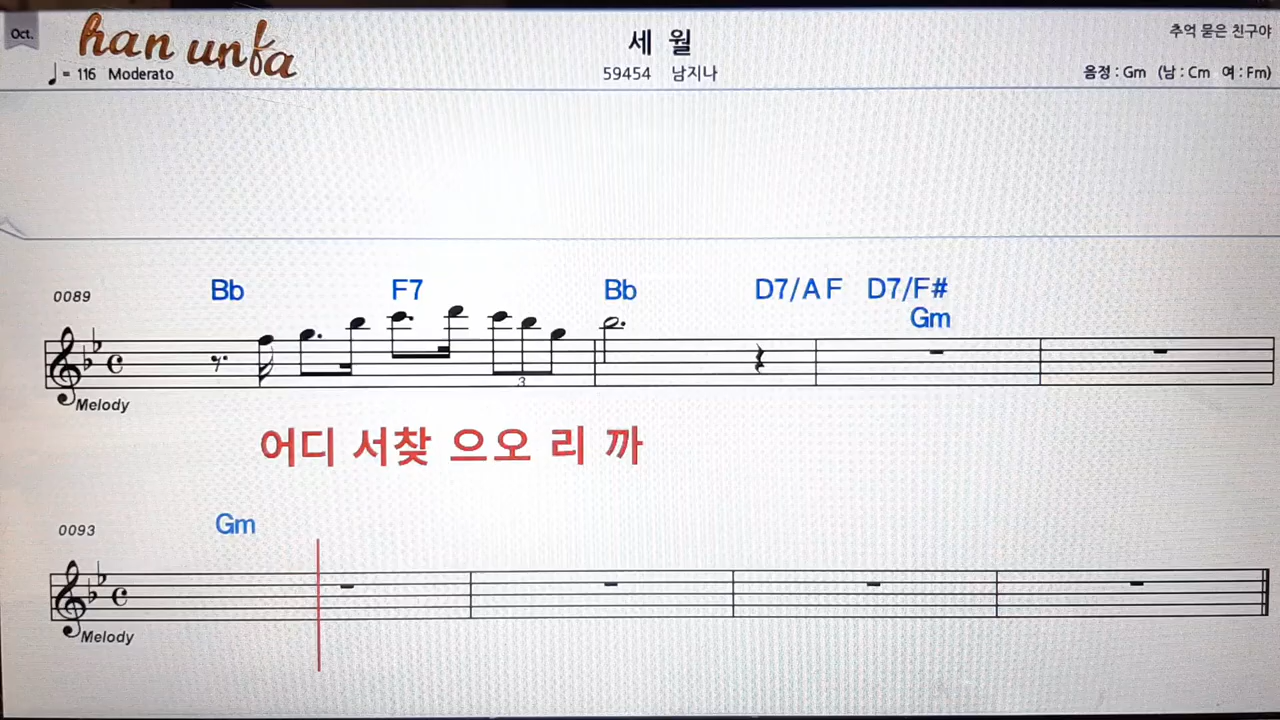 Oct.
han unfa
세 월
추억 묻은 친구야
♩ = 116 Moderato
59454 남지나
음정 : Gm (남 : Cm 여 : Fm)
0089 Bb F7 Bb D7/A F D7/F#
Gm
3
Melody
어디 서찾 으오 리 까
0093 Gm
Melody